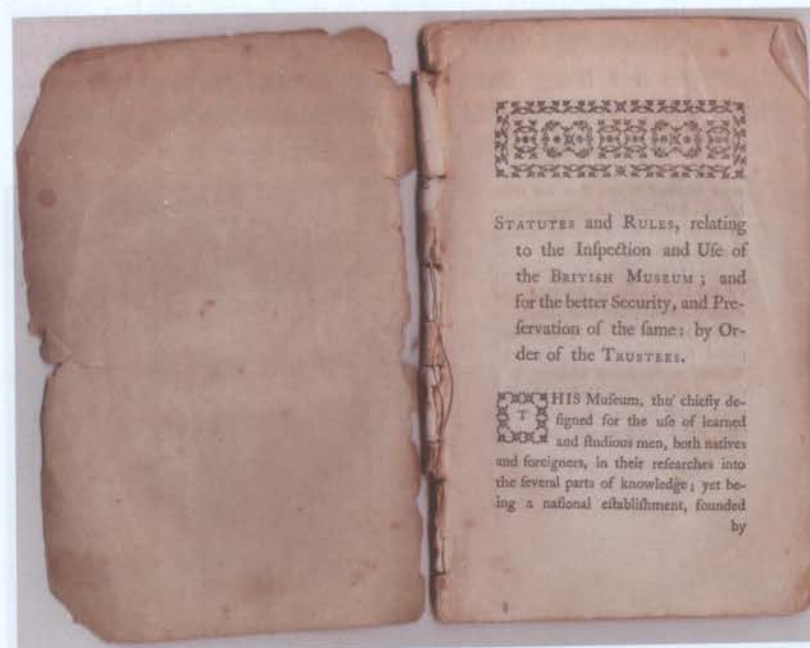 STATUTES and RULES, relating
to the Inſpection and Uſe of
the BRITISH MUSEUM; and
for the better Security, and Pre-
ſervation of the ſame: by Or-
der of the TRUSTEES.
THIS Muſeum, tho' chiefly de-
ſigned for the uſe of learned
and ſtudious men, both natives
and foreigners, in their reſearches into
the ſeveral parts of knowledge; yet be-
ing a national eſtabliſhment, founded
by